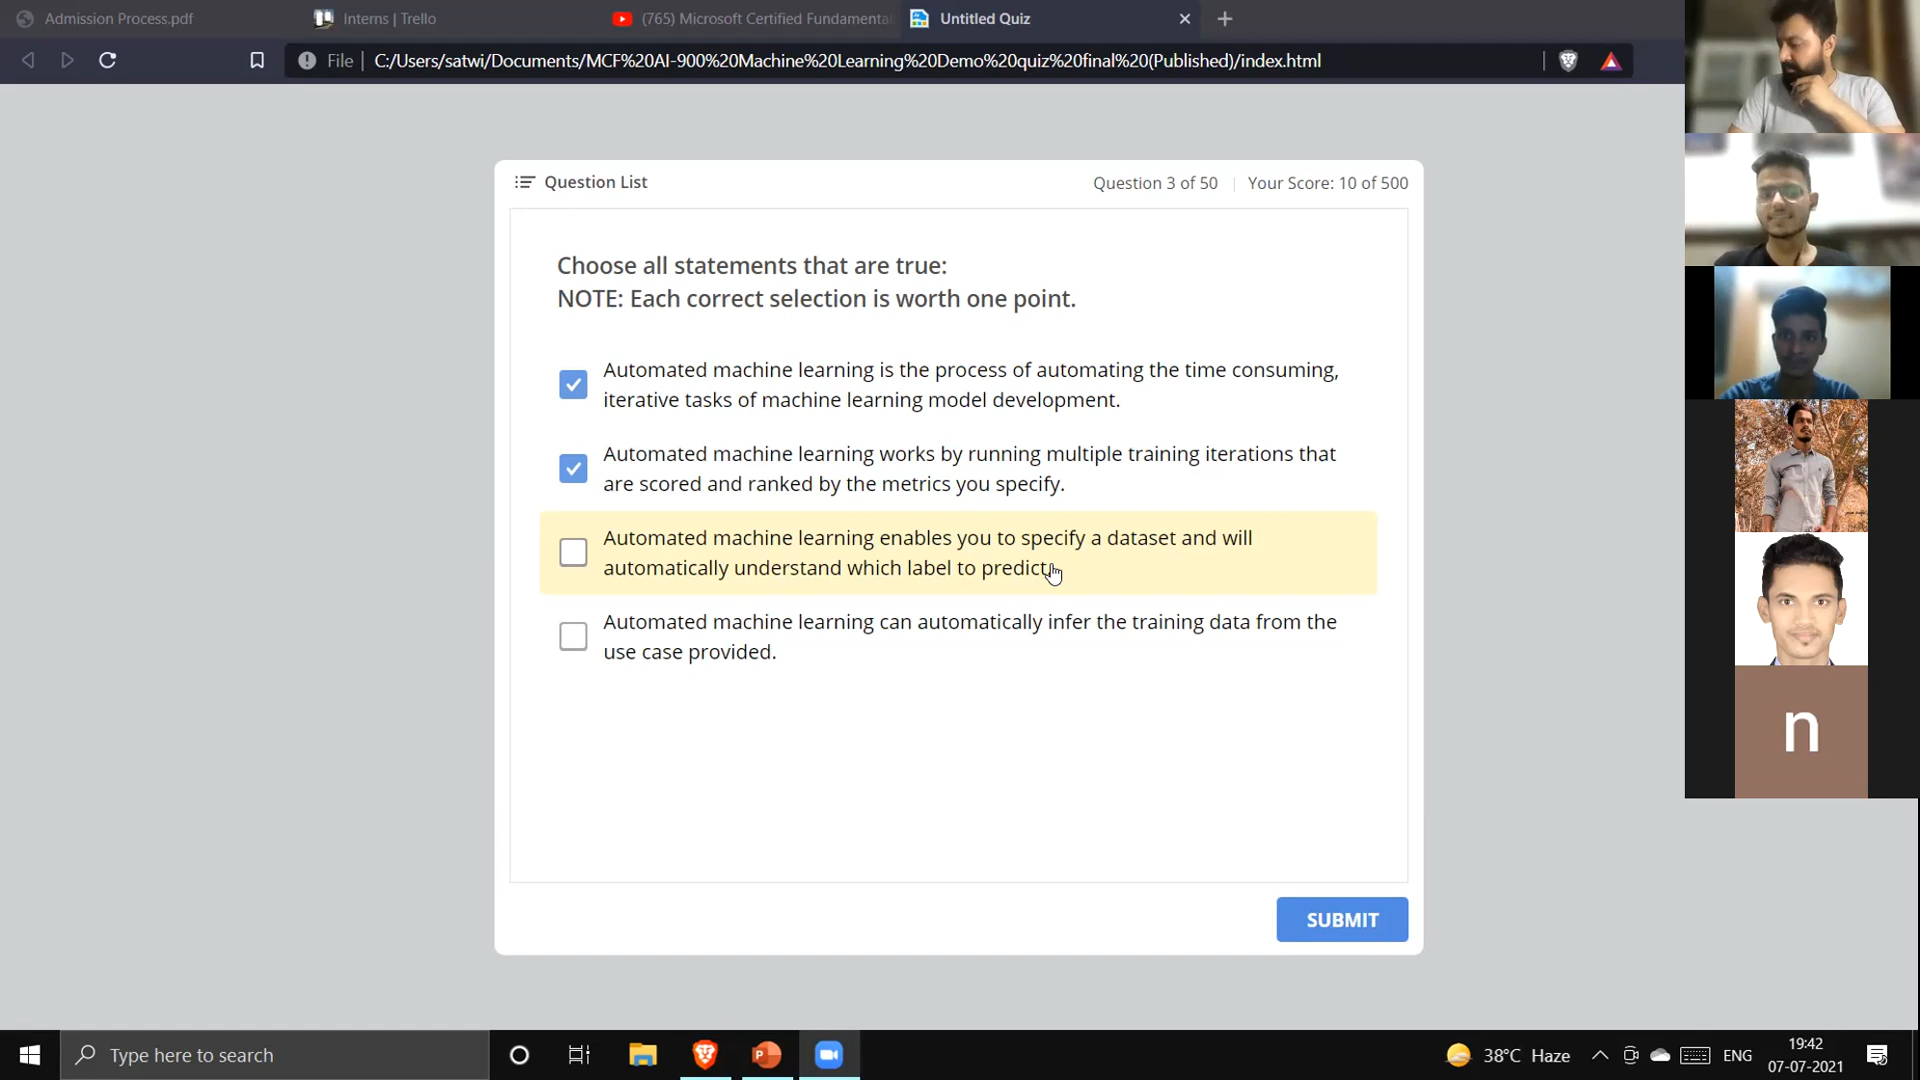 Admission Process.pdf
Interns | Trello
(765) Microsoft Certified Fundamenta
Untitled Quiz
File
C:/Users/satwi/Documents/MCF%20AI-900%20Machine%20Learning%20Demo%20quiz%20final%20(Published)/index.html
Question List
Question 3 of 50
Your Score: 10 of 500
Choose all statements that are true:
NOTE: Each correct selection is worth one point.
Automated machine learning is the process of automating the time consuming,
iterative tasks of machine learning model development.
Automated machine learning works by running multiple training iterations that
are scored and ranked by the metrics you specify.
Automated machine learning enables you to specify a dataset and will
automatically understand which label to predict.
Automated machine learning can automatically infer the training data from the
use case provided.
SUBMIT
n
Type here to search
38°C Haze
ENG
19:42
07-07-2021